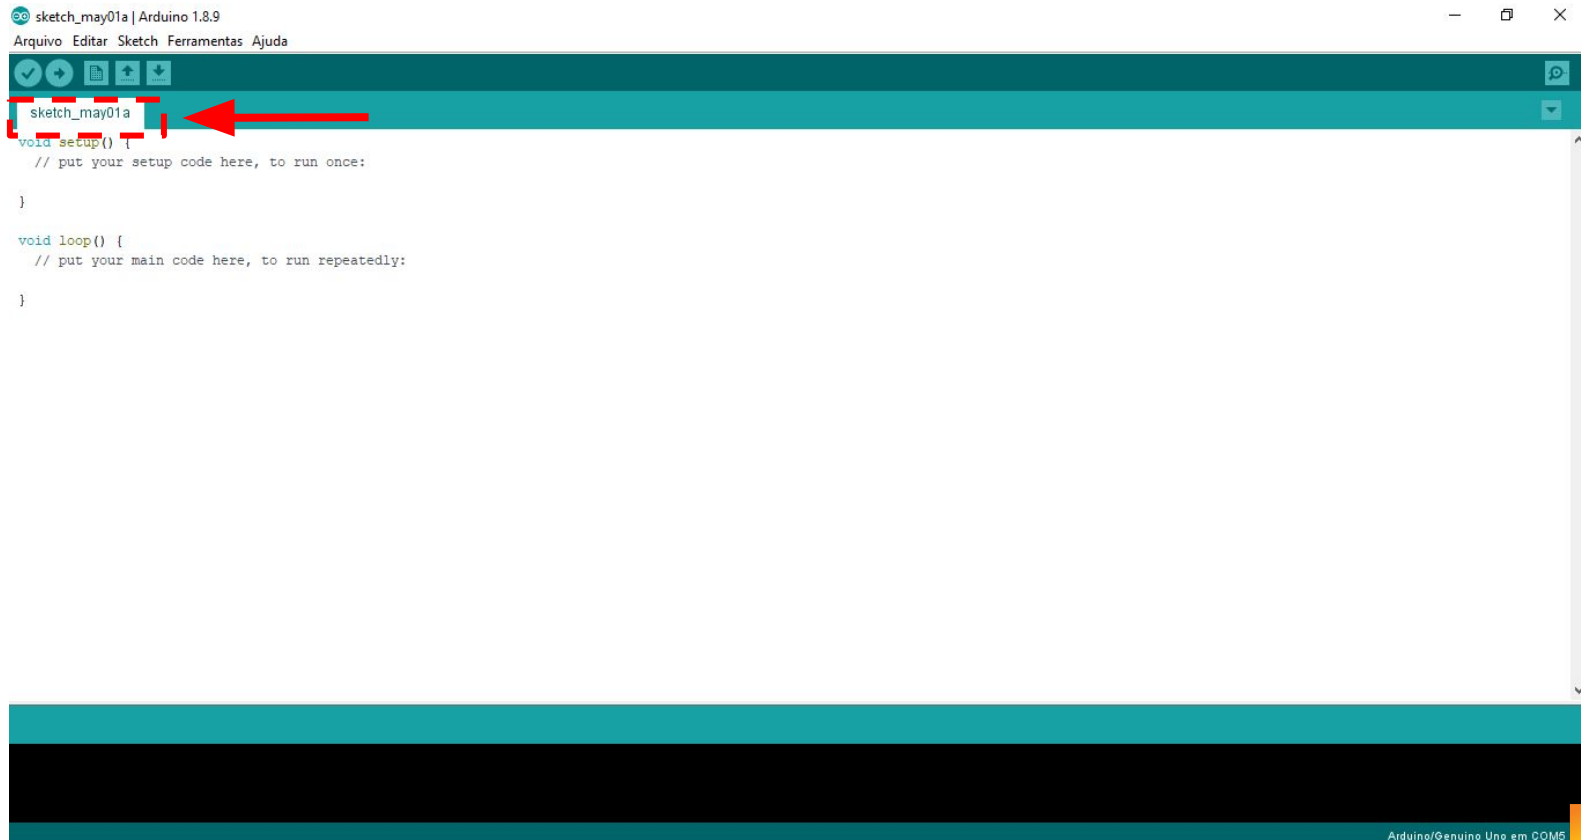 sketch_may01a | Arduino 1.8.9
Arquivo Editar Sketch Ferramentas Ajuda
sketch_may01a
void setup() {
// put your setup code here, to run once:
}
void loop() {
// put your main code here, to run repeatedly:
}
Arduino/Genuino Uno em COM5